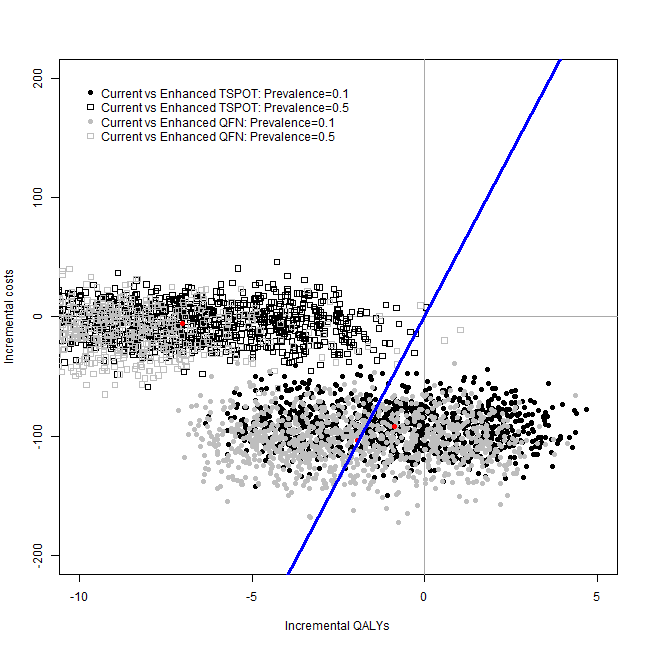 200
Current vs Enhanced TSPOT: Prevalence=0.1
Current vs Enhanced TSPOT: Prevalence=0.5
Current vs Enhanced QFN: Prevalence=0.1
Current vs Enhanced QFN: Prevalence=0.5
100
Incremental costs
0
-100
-200
-10 -5 0 5
Incremental QALYs